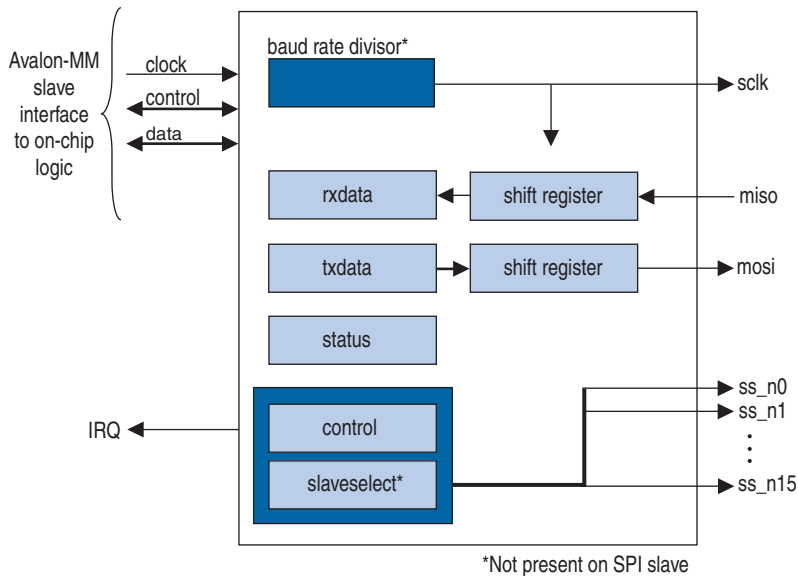 Avalon-MM
slave
interface
to on-chip
logic
clock
control
data
baud rate divisor*
sclk
rxdata
shift register
miso
txdata
shift register
mosi
status
IRQ
control
slaveselect*
ss_n0
ss_n1
ss_n15
*Not present on SPI slave